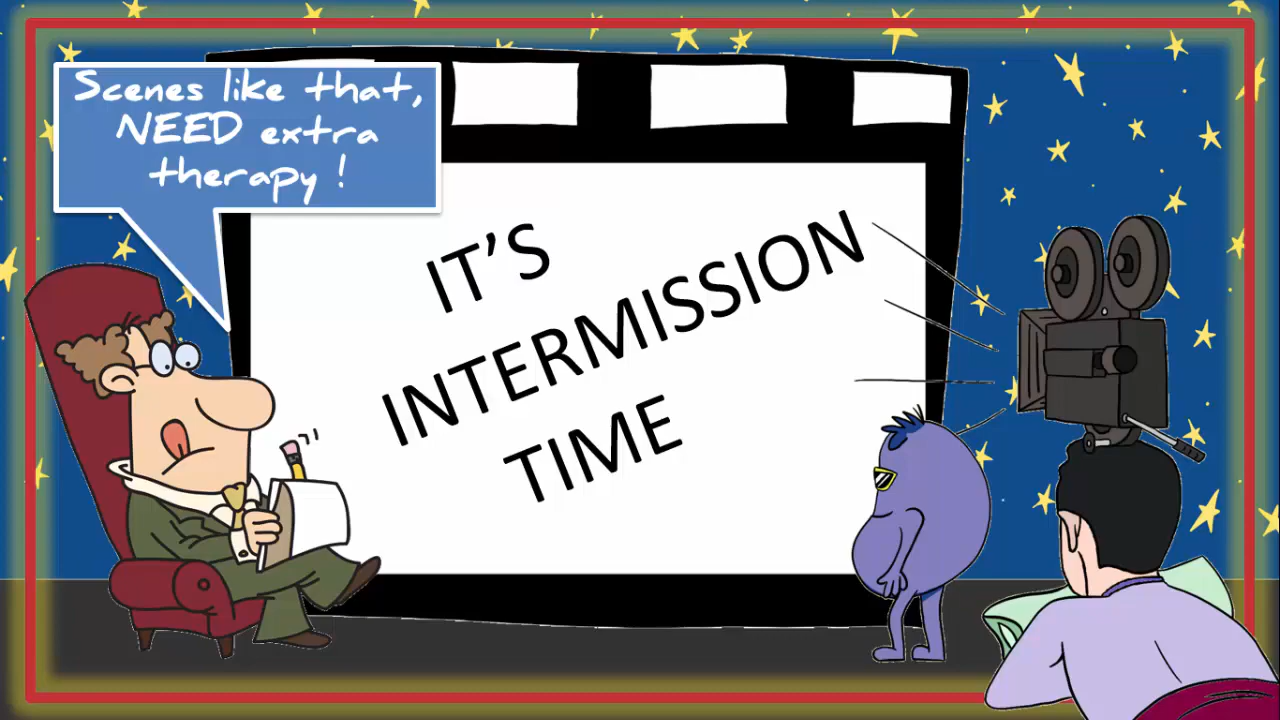 Scenes like that,
NEED extra
therapy !
IT'S
INTERMISSION
TIME